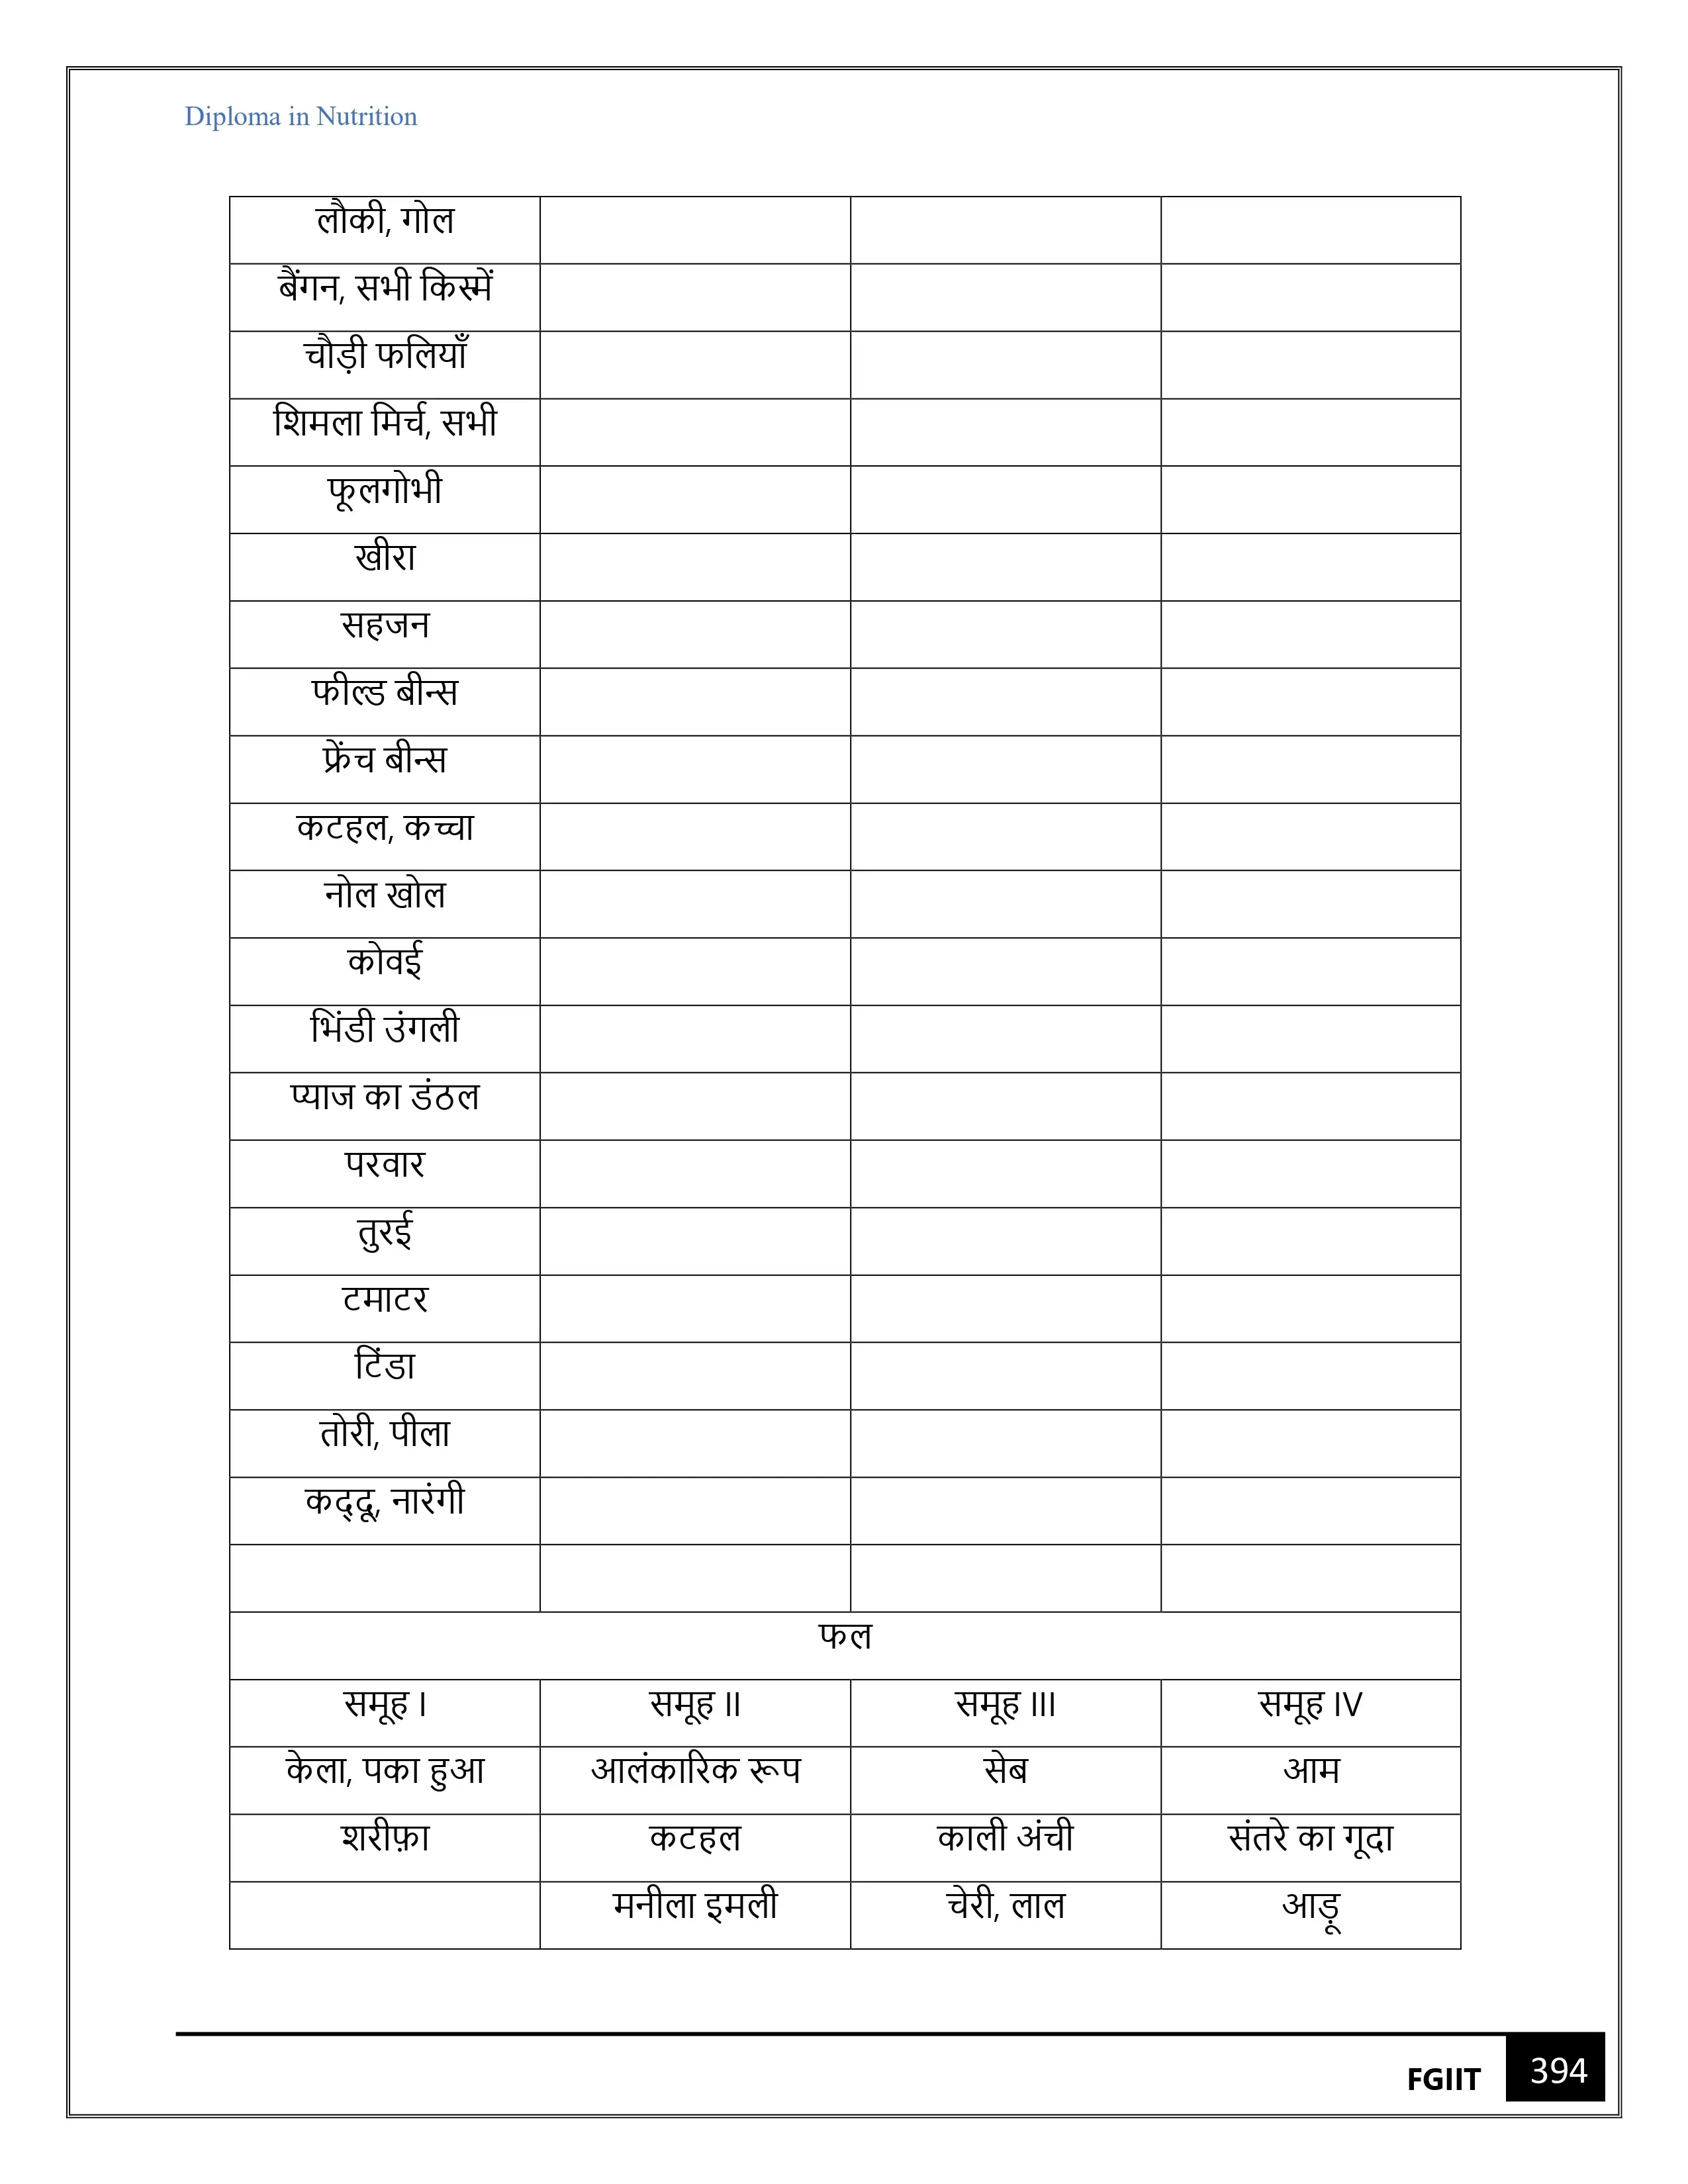 Diploma in Nutrition
लौकी, गोल
बैंगन, सभी किस्में
चौड़ी फलियाँ
शिमला मिर्च, सभी
फूलगोभी
खीरा
सहजन
फील्ड बीन्स
फ्रेंच बीन्स
कटहल, कच्चा
नोल खोल
कोवई
भिंडी उंगली
प्याज का डंठल
परवार
तुरई
टमाटर
टिंडा
तोरी, पीला
कद्दू, नारंगी
फल
समूह I समूह II समूह III समूह IV
केला, पका हुआ आलंकारिक रूप सेब आम
शरीफ़ा कटहल काली अंची संतरे का गूदा
मनीला इमली चेरी, लाल आड़ू
FGIIT 394